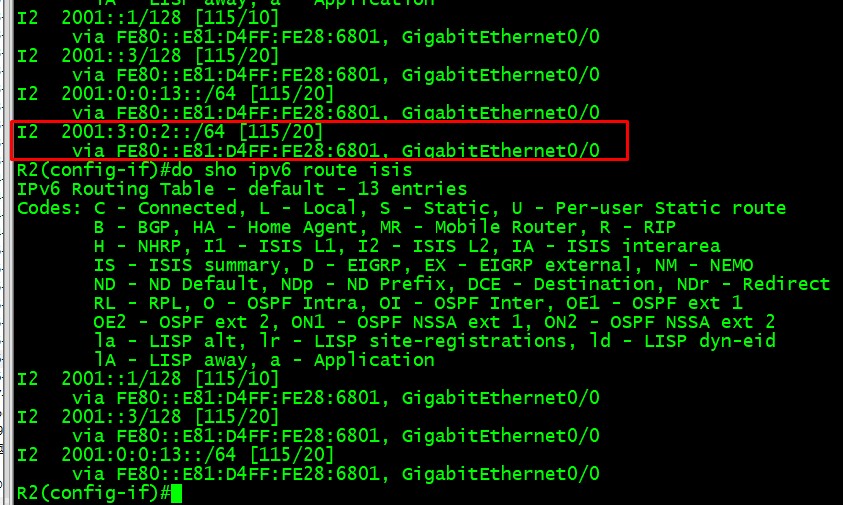 lA - LISP away, a - Application
I2  2001::1/128 [115/10]
     via FE80::E81:D4FF:FE28:6801, GigabitEthernet0/0
I2  2001::3/128 [115/20]
     via FE80::E81:D4FF:FE28:6801, GigabitEthernet0/0
I2  2001:0:0:13::/64 [115/20]
     via FE80::E81:D4FF:FE28:6801, GigabitEthernet0/0
I2  2001:3:0:2::/64 [115/20]
     via FE80::E81:D4FF:FE28:6801, GigabitEthernet0/0
R2(config-if)#do sho ipv6 route isis
IPv6 Routing Table - default - 13 entries
Codes: C - Connected, L - Local, S - Static, U - Per-user Static route
       B - BGP, HA - Home Agent, MR - Mobile Router, R - RIP
       H - NHRP, I1 - ISIS L1, I2 - ISIS L2, IA - ISIS interarea
       IS - ISIS summary, D - EIGRP, EX - EIGRP external, NM - NEMO
       ND - ND Default, NDp - ND Prefix, DCE - Destination, NDr - Redirect
       RL - RPL, O - OSPF Intra, OI - OSPF Inter, OE1 - OSPF ext 1
       OE2 - OSPF ext 2, ON1 - OSPF NSSA ext 1, ON2 - OSPF NSSA ext 2
       la - LISP alt, lr - LISP site-registrations, ld - LISP dyn-eid
       lA - LISP away, a - Application
I2  2001::1/128 [115/10]
     via FE80::E81:D4FF:FE28:6801, GigabitEthernet0/0
I2  2001::3/128 [115/20]
     via FE80::E81:D4FF:FE28:6801, GigabitEthernet0/0
I2  2001:0:0:13::/64 [115/20]
     via FE80::E81:D4FF:FE28:6801, GigabitEthernet0/0
R2(config-if)#